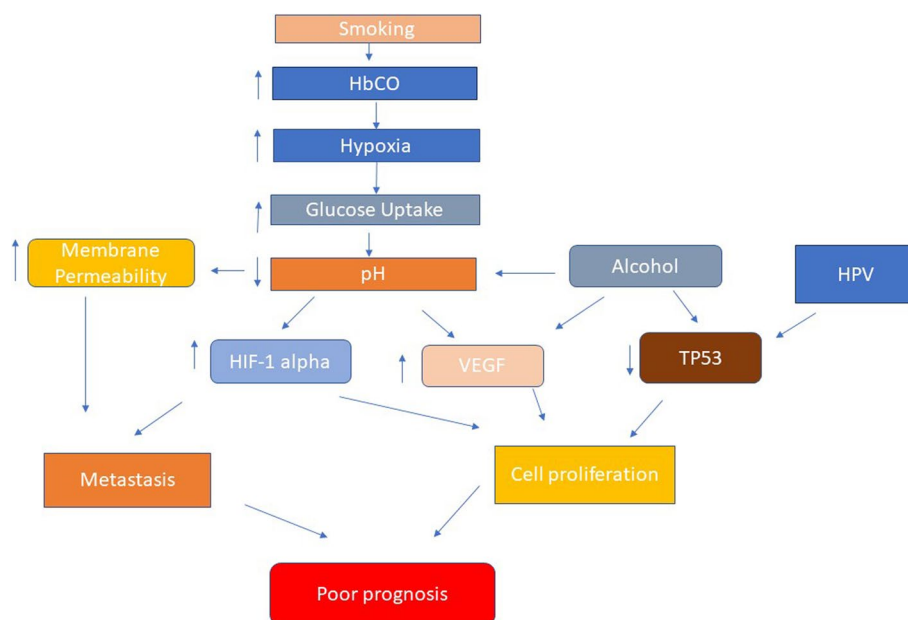 Smoking
HbCO
Hypoxia
Glucose Uptake
Membrane
Permeability
pH
Alcohol
HPV
HIF-1 alpha
VEGF
TP53
Metastasis
Cell proliferation
Poor prognosis